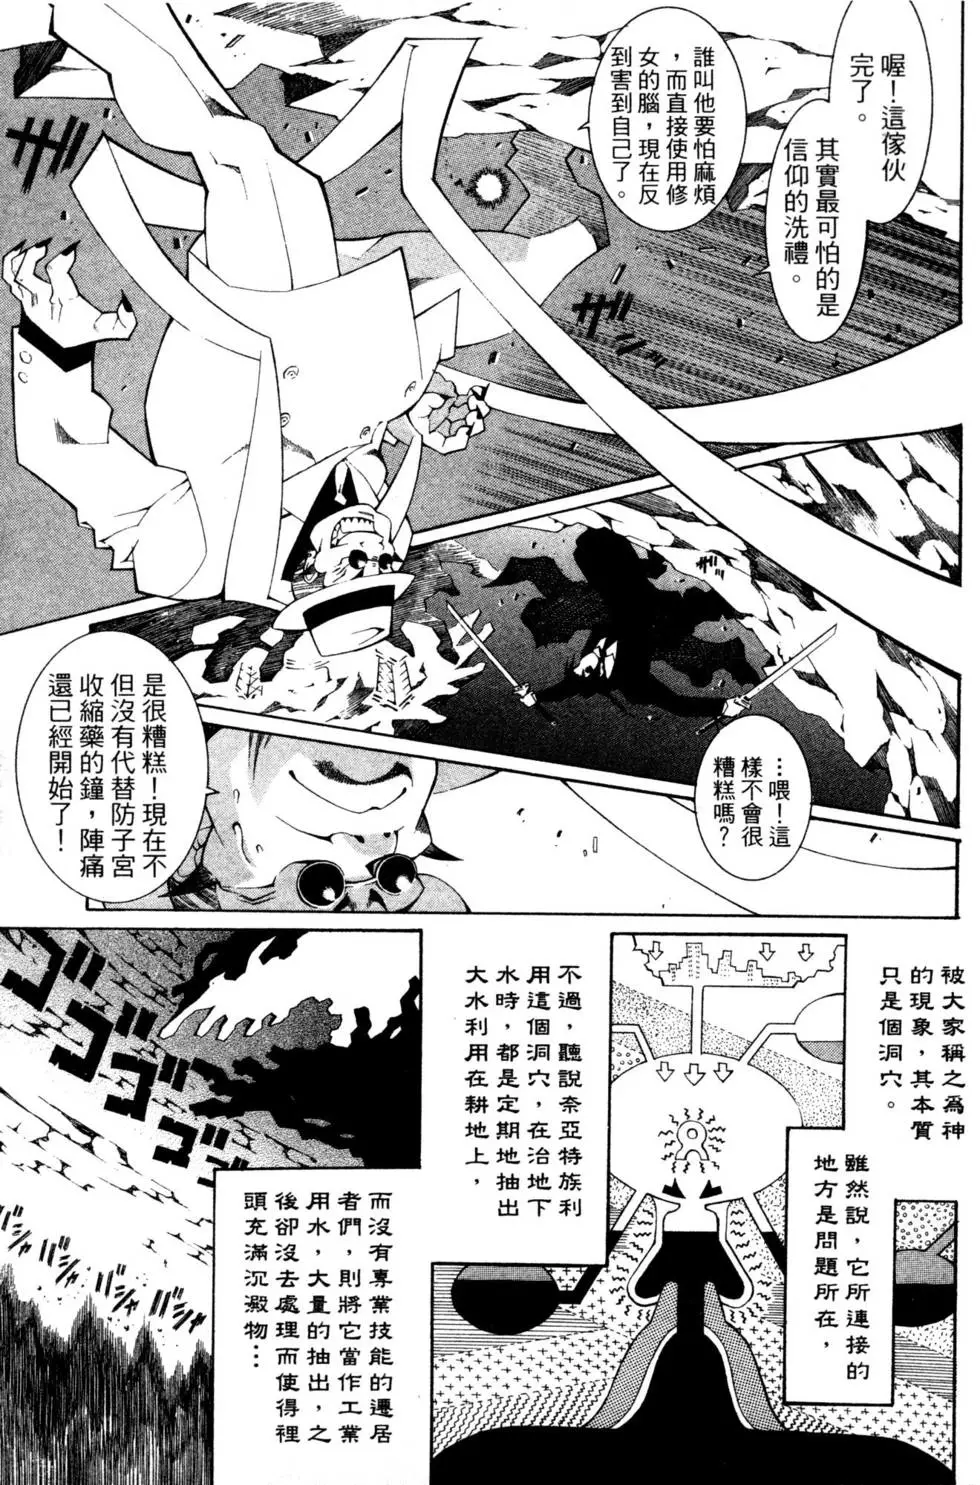 喔！這傢伙
完了。
其實最可怕的是
信仰的洗禮。
誰叫他要怕麻煩
，而直接使用修
女的腦，現在反
到害到自己了。
…喂！這
樣不會很
糟糕嗎？
是很糟糕！現在不
但沒有代替防子宮
收縮藥的鐘，陣痛
還已經開始了！
被大家稱之為神
的現象，其本質
只是個洞穴。
雖然說，它所連接的
地方是問題所在，
不過，聽說奈亞特族利
用這個洞穴，在治地下
水時，都是定期地抽出
大水利用在耕地上，
而沒有專業技能的遷居
者們，則將它當作工業
用水，大量的抽出，之
後卻沒去處理而使得裡
頭充滿沉澱物…
ゴゴゴゴゴゴ